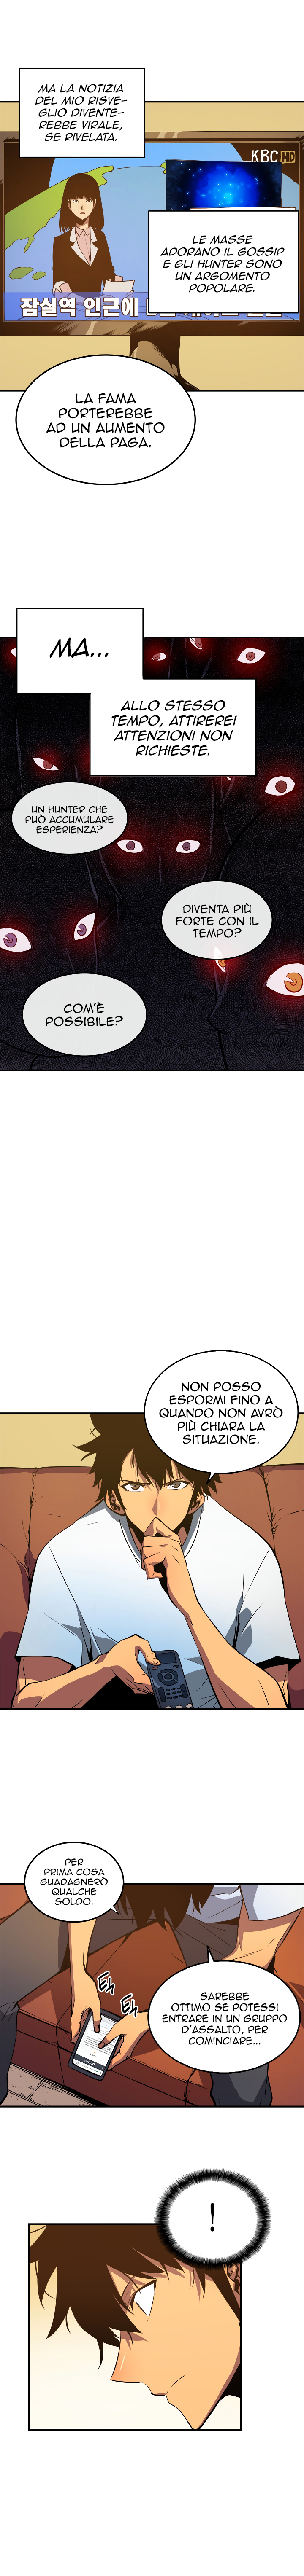 MA LA NOTIZIA
DEL MIO RISVE-
GLIO DIVENTE-
REBBE VIRALE,
SE RIVELATA.
KBC HD
LE MASSE
ADORANO IL GOSSIP
E GLI HUNTER SONO
UN ARGOMENTO
POPOLARE.
잠실역 인근에
LA FAMA
PORTEREBBE
AD UN AUMENTO
DELLA PAGA.
MA...
ALLO STESSO
TEMPO, ATTIREREI
ATTENZIONI NON
RICHIESTE.
UN HUNTER CHE
PUÒ ACCUMULARE
ESPERIENZA?
DIVENTA PIÙ
FORTE CON IL
TEMPO?
COM'È
POSSIBILE?
NON POSSO
ESPORMI FINO A
QUANDO NON AVRÒ
PIÙ CHIARA LA
SITUAZIONE.
PER
PRIMA COSA
GUADAGNERÒ
QUALCHE
SOLDO.
EH
EH
SAREBBE
OTTIMO SE POTESSI
ENTRARE IN UN GRUPPO
D'ASSALTO, PER
COMINCIARE...
!